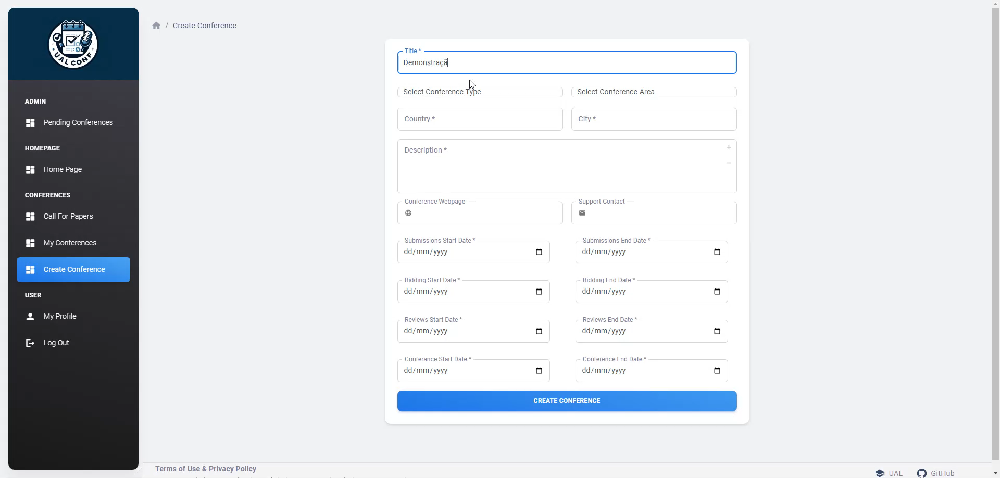 UAL CONF
/ Create Conference
ADMIN
Pending Conferences
HOMEPAGE
Home Page
CONFERENCES
Call For Papers
My Conferences
Create Conference
USER
My Profile
Log Out
Title *
Demonstraçã
Select Conference Type
Select Conference Area
Country *
City *
Description *
+
−
Conference Webpage
Support Contact
Submissions Start Date *
dd/mm/yyyy
Submissions End Date *
dd/mm/yyyy
Bidding Start Date *
dd/mm/yyyy
Bidding End Date *
dd/mm/yyyy
Reviews Start Date *
dd/mm/yyyy
Reviews End Date *
dd/mm/yyyy
Conferance Start Date *
dd/mm/yyyy
Conference End Date *
dd/mm/yyyy
CREATE CONFERENCE
Terms of Use & Privacy Policy
UAL
GitHub